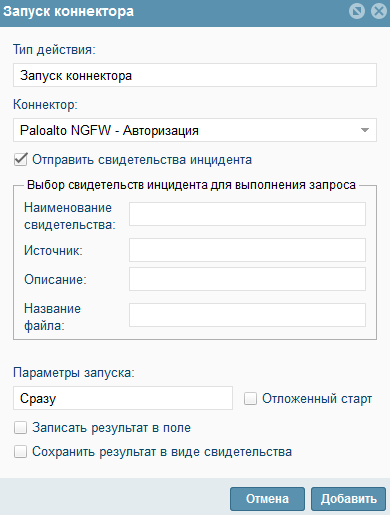 Запуск коннектора
Тип действия:
Запуск коннектора
Коннектор:
Paloalto NGFW - Авторизация
Отправить свидетельства инцидента
Выбор свидетельств инцидента для выполнения запроса
Наименование
свидетельства:
Источник:
Описание:
Название
файла:
Параметры запуска:
Сразу
Отложенный старт
Записать результат в поле
Сохранить результат в виде свидетельства
Отмена
Добавить